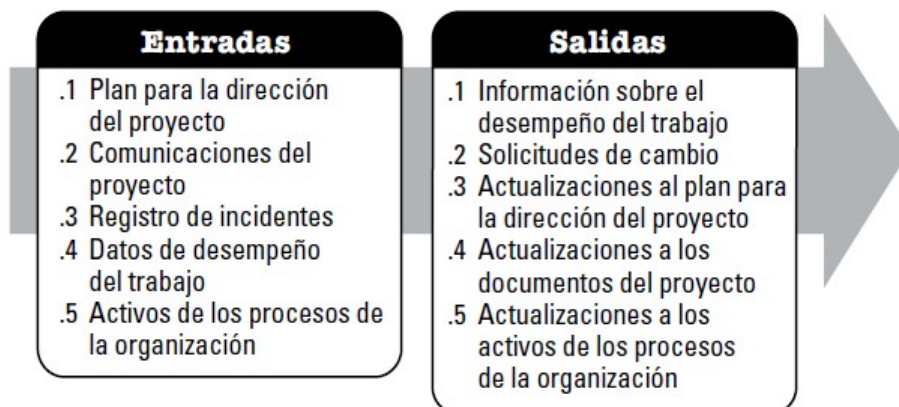 Entradas
.1 Plan para la dirección
del proyecto
.2 Comunicaciones del
proyecto
.3 Registro de incidentes
.4 Datos de desempeño
del trabajo
.5 Activos de los procesos de
la organización
Salidas
.1 Información sobre el
desempeño del trabajo
.2 Solicitudes de cambio
.3 Actualizaciones al plan para
la dirección del proyecto
.4 Actualizaciones a los
documentos del proyecto
.5 Actualizaciones a los
activos de los procesos
de la organización